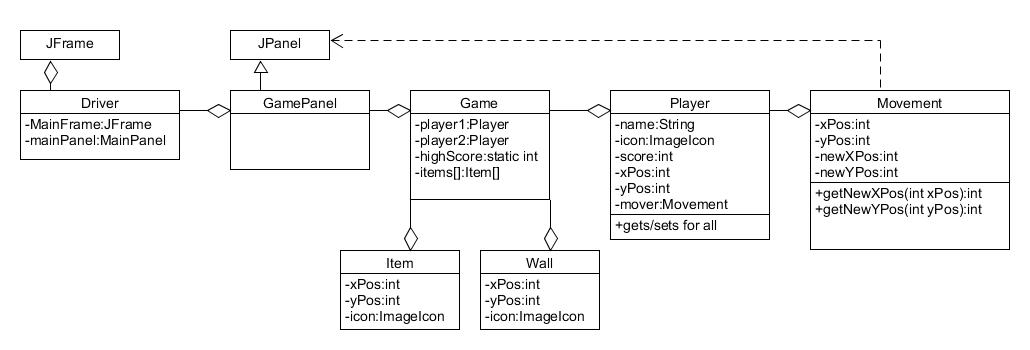 JFrame
JPanel
Driver
-MainFrame:JFrame
-mainPanel:MainPanel
GamePanel
Game
-player1:Player
-player2:Player
-highScore:static int
-items[]:Item[]
Player
-name:String
-icon:ImageIcon
-score:int
-xPos:int
-yPos:int
-mover:Movement
+gets/sets for all
Movement
-xPos:int
-yPos:int
-newXPos:int
-newYPos:int
+getNewXPos(int xPos):int
+getNewYPos(int yPos):int
Item
-xPos:int
-yPos:int
-icon:ImageIcon
Wall
-xPos:int
-yPos:int
-icon:ImageIcon